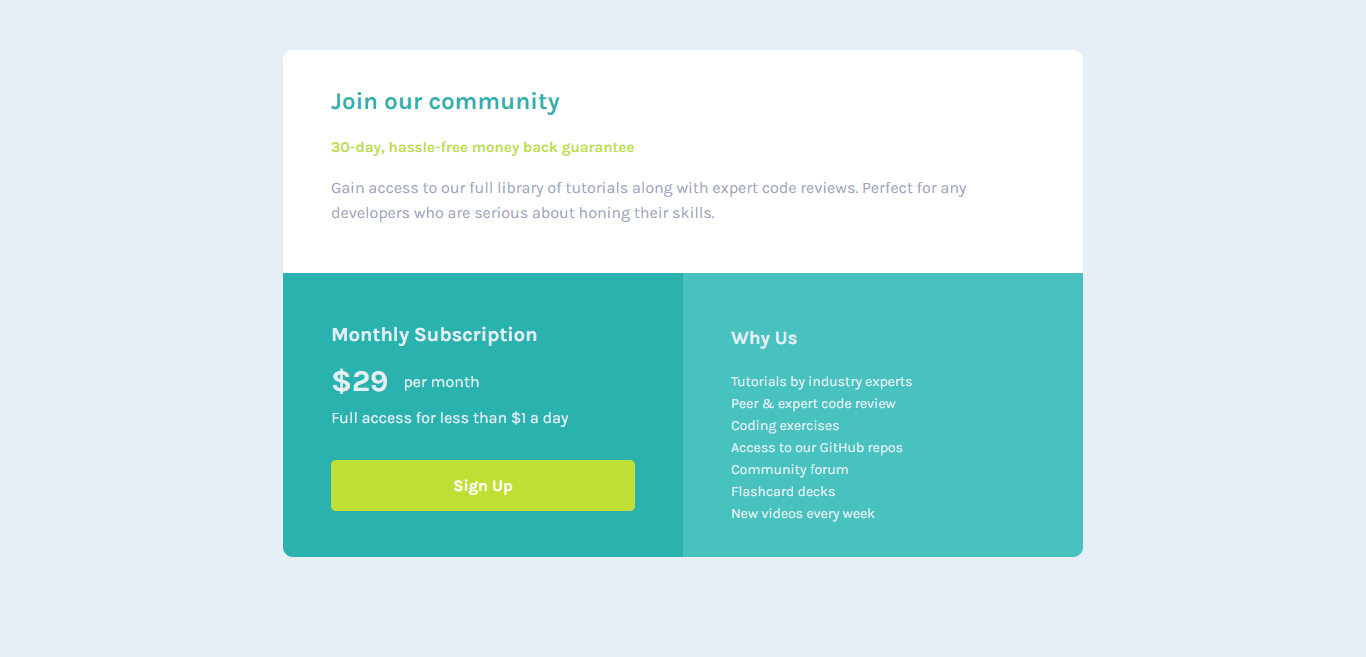 Join our community
30-day, hassle-free money back guarantee
Gain access to our full library of tutorials along with expert code reviews. Perfect for any
developers who are serious about honing their skills.
Monthly Subscription
$29 per month
Full access for less than $1 a day
Sign Up
Why Us
Tutorials by industry experts
Peer & expert code review
Coding exercises
Access to our GitHub repos
Community forum
Flashcard decks
New videos every week